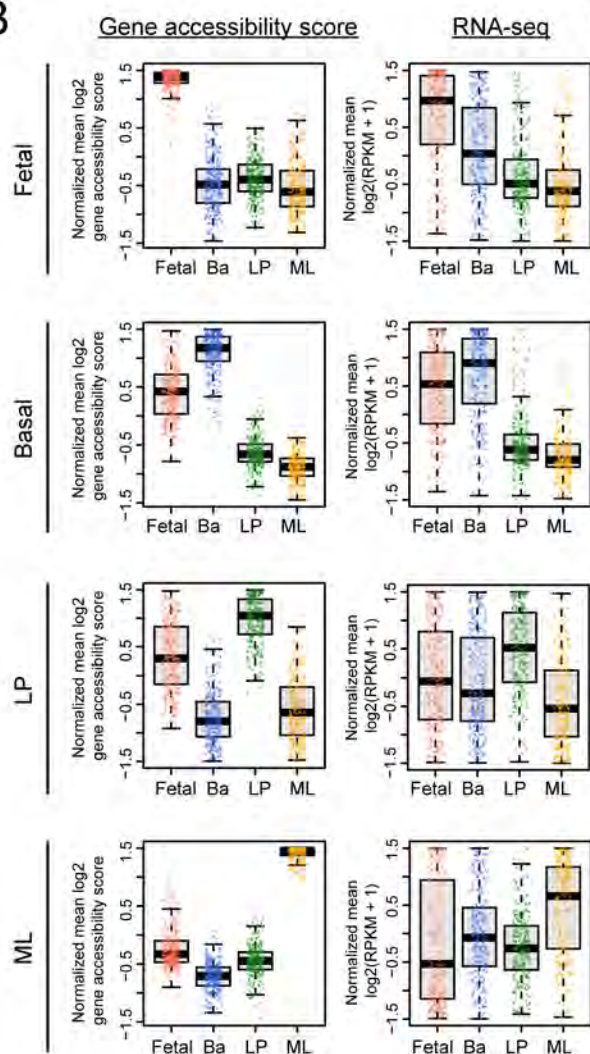 B
Gene accessibility score RNA-seq
Fetal
Normalized mean log2
gene accessibility score
1.5
0.5
−0.5
−1.5
Fetal Ba LP ML
Normalized mean
log2(RPKM + 1)
1.5
0.5
−0.5
−1.5
Fetal Ba LP ML
Basal
Normalized mean log2
gene accessibility score
1.5
0.5
−0.5
−1.5
Fetal Ba LP ML
Normalized mean
log2(RPKM + 1)
1.5
0.5
−0.5
−1.5
Fetal Ba LP ML
LP
Normalized mean log2
gene accessibility score
1.5
0.5
−0.5
−1.5
Fetal Ba LP ML
Normalized mean
log2(RPKM + 1)
1.5
0.5
−0.5
−1.5
Fetal Ba LP ML
ML
Normalized mean log2
gene accessibility score
1.5
0.5
−0.5
−1.5
Fetal Ba LP ML
Normalized mean
log2(RPKM + 1)
1.5
0.5
−0.5
−1.5
Fetal Ba LP ML